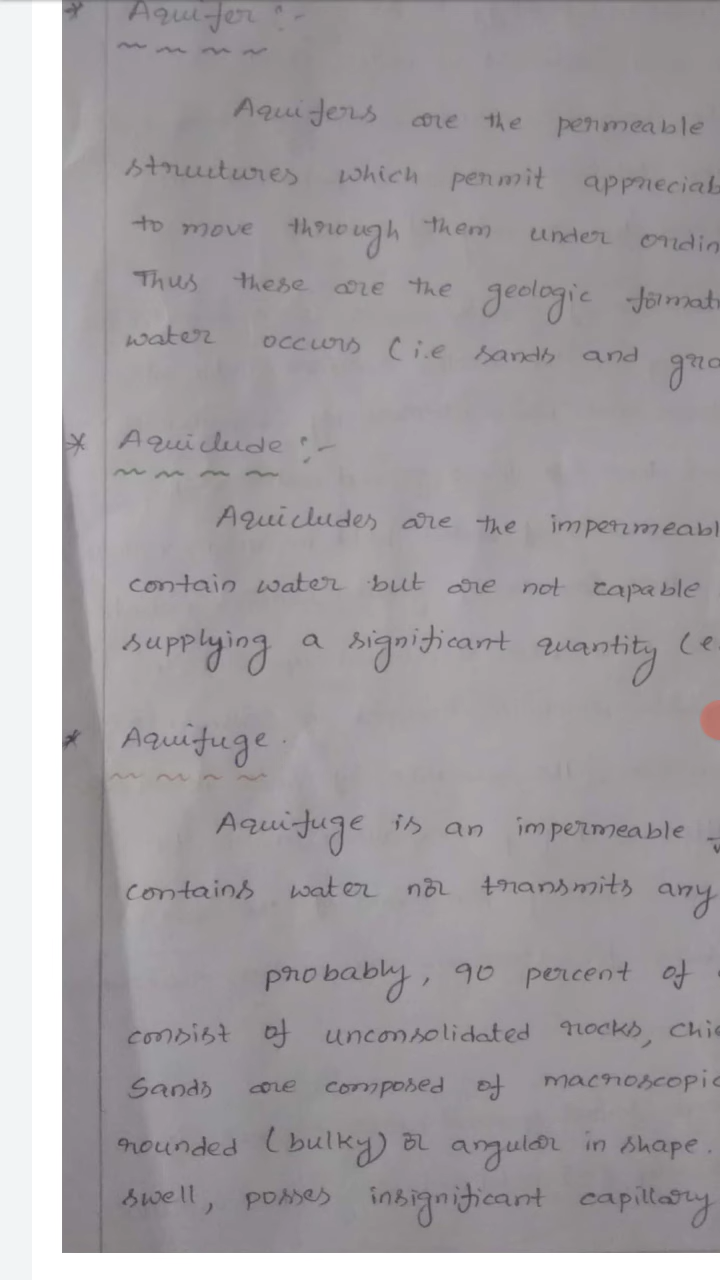 * Aquifer :-
Aquifers are the permeable
structures which permit appreciab
to move through them under ordin
Thus these are the geologic formati
water occurs ( i.e sands and gra
* Aquiclude :-
Aquicludes are the impermeabl
contain water but are not capable
supplying a significant quantity ( e.
* Aquifuge.
Aquifuge is an impermeable
contains water nor transmits any
probably, 90 percent of
consist of unconsolidated rocks, chie
Sands are composed of macroscopic
rounded ( bulky) or angular in shape.
swell, posses insignificant capillary